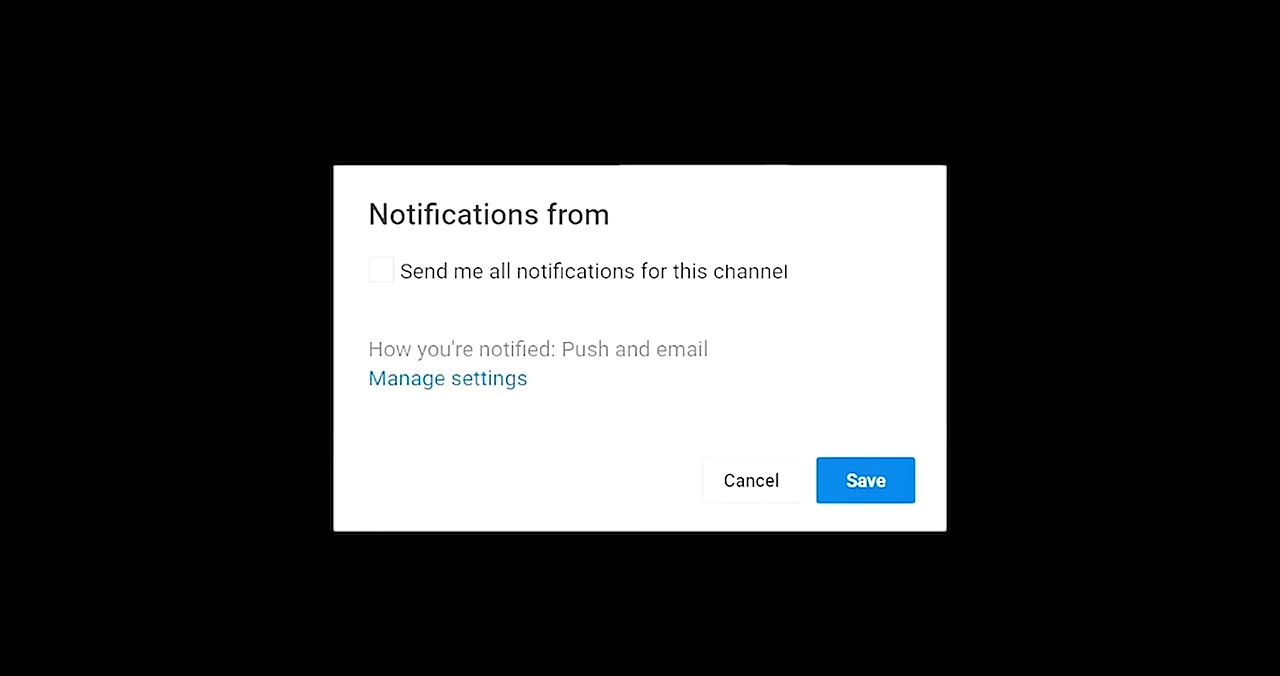 Notifications from
Send me all notifications for this channel
How you're notified: Push and email
Manage settings
Cancel
Save